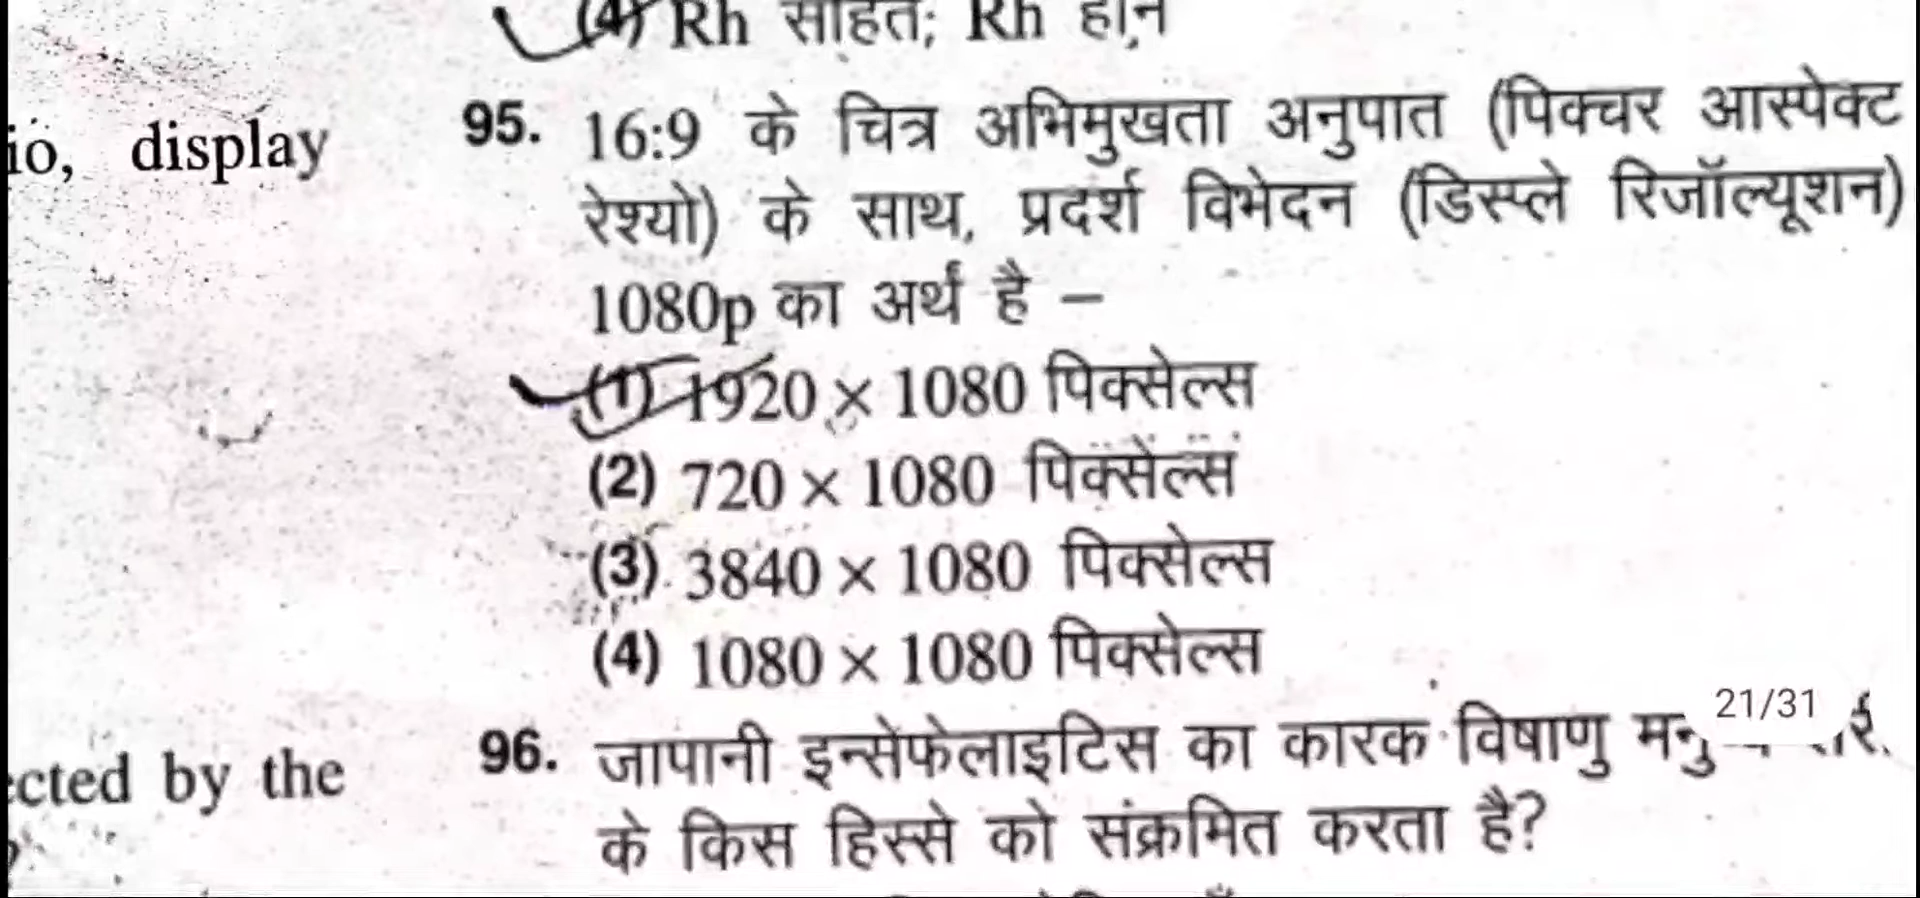 (4) Rh सहित; Rh हीन
io, display
95. 16:9 के चित्र अभिमुखता अनुपात (पिक्चर आस्पेक्ट
रेश्यो) के साथ, प्रदर्श विभेदन (डिस्प्ले रिजॉल्यूशन)
1080p का अर्थ है –
(1) 1920 × 1080 पिक्सेल्स
(2) 720 × 1080 पिक्सेल्स
(3) 3840 × 1080 पिक्सेल्स
(4) 1080 × 1080 पिक्सेल्स
21/31
96. जापानी इन्सेफेलाइटिस का कारक विषाणु
ected by the
के किस हिस्से को संक्रमित करता है?